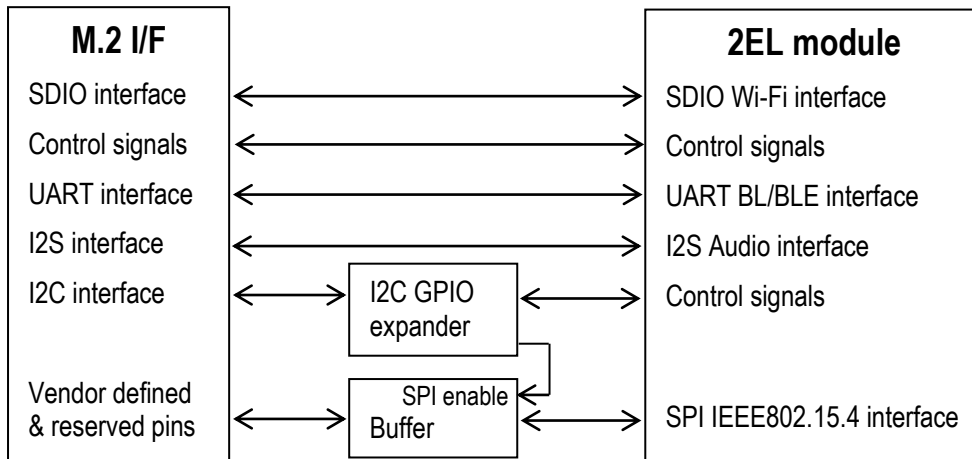 M.2 I/F
SDIO interface
Control signals
UART interface
I2S interface
I2C interface
Vendor defined
& reserved pins
I2C GPIO
expander
SPI enable
Buffer
2EL module
SDIO Wi-Fi interface
Control signals
UART BL/BLE interface
I2S Audio interface
Control signals
SPI IEEE802.15.4 interface